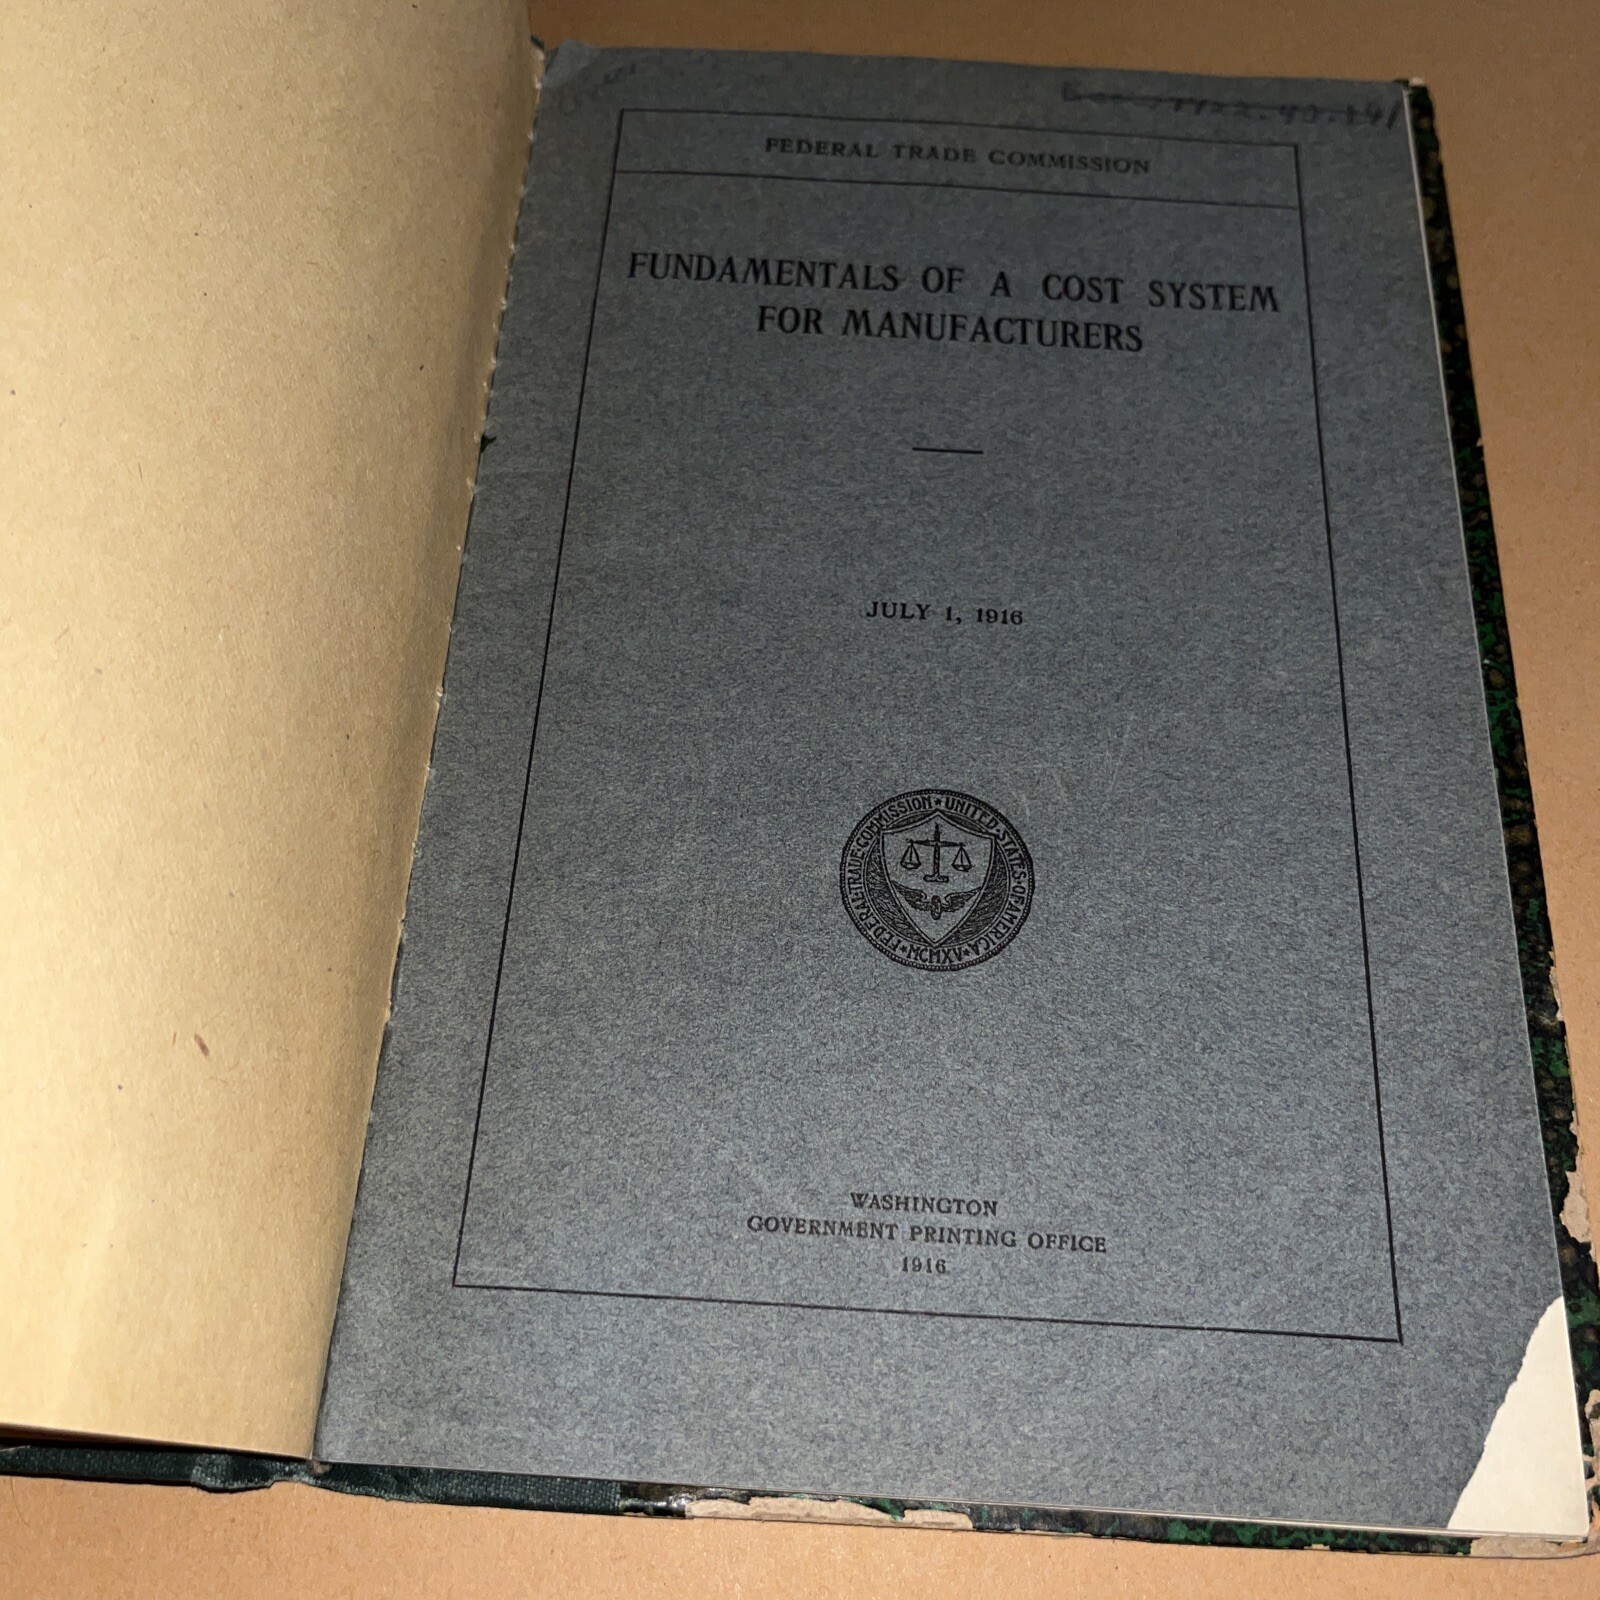 FEDERAL TRADE COMMISSION
FUNDAMENTALS OF A COST SYSTEM
FOR MANUFACTURERS
JULY 1, 1916
FEDERAL·TRADE·COMMISSION★UNITED·STATES·OF·AMERICA
★MCMXV★
WASHINGTON
GOVERNMENT PRINTING OFFICE
1916